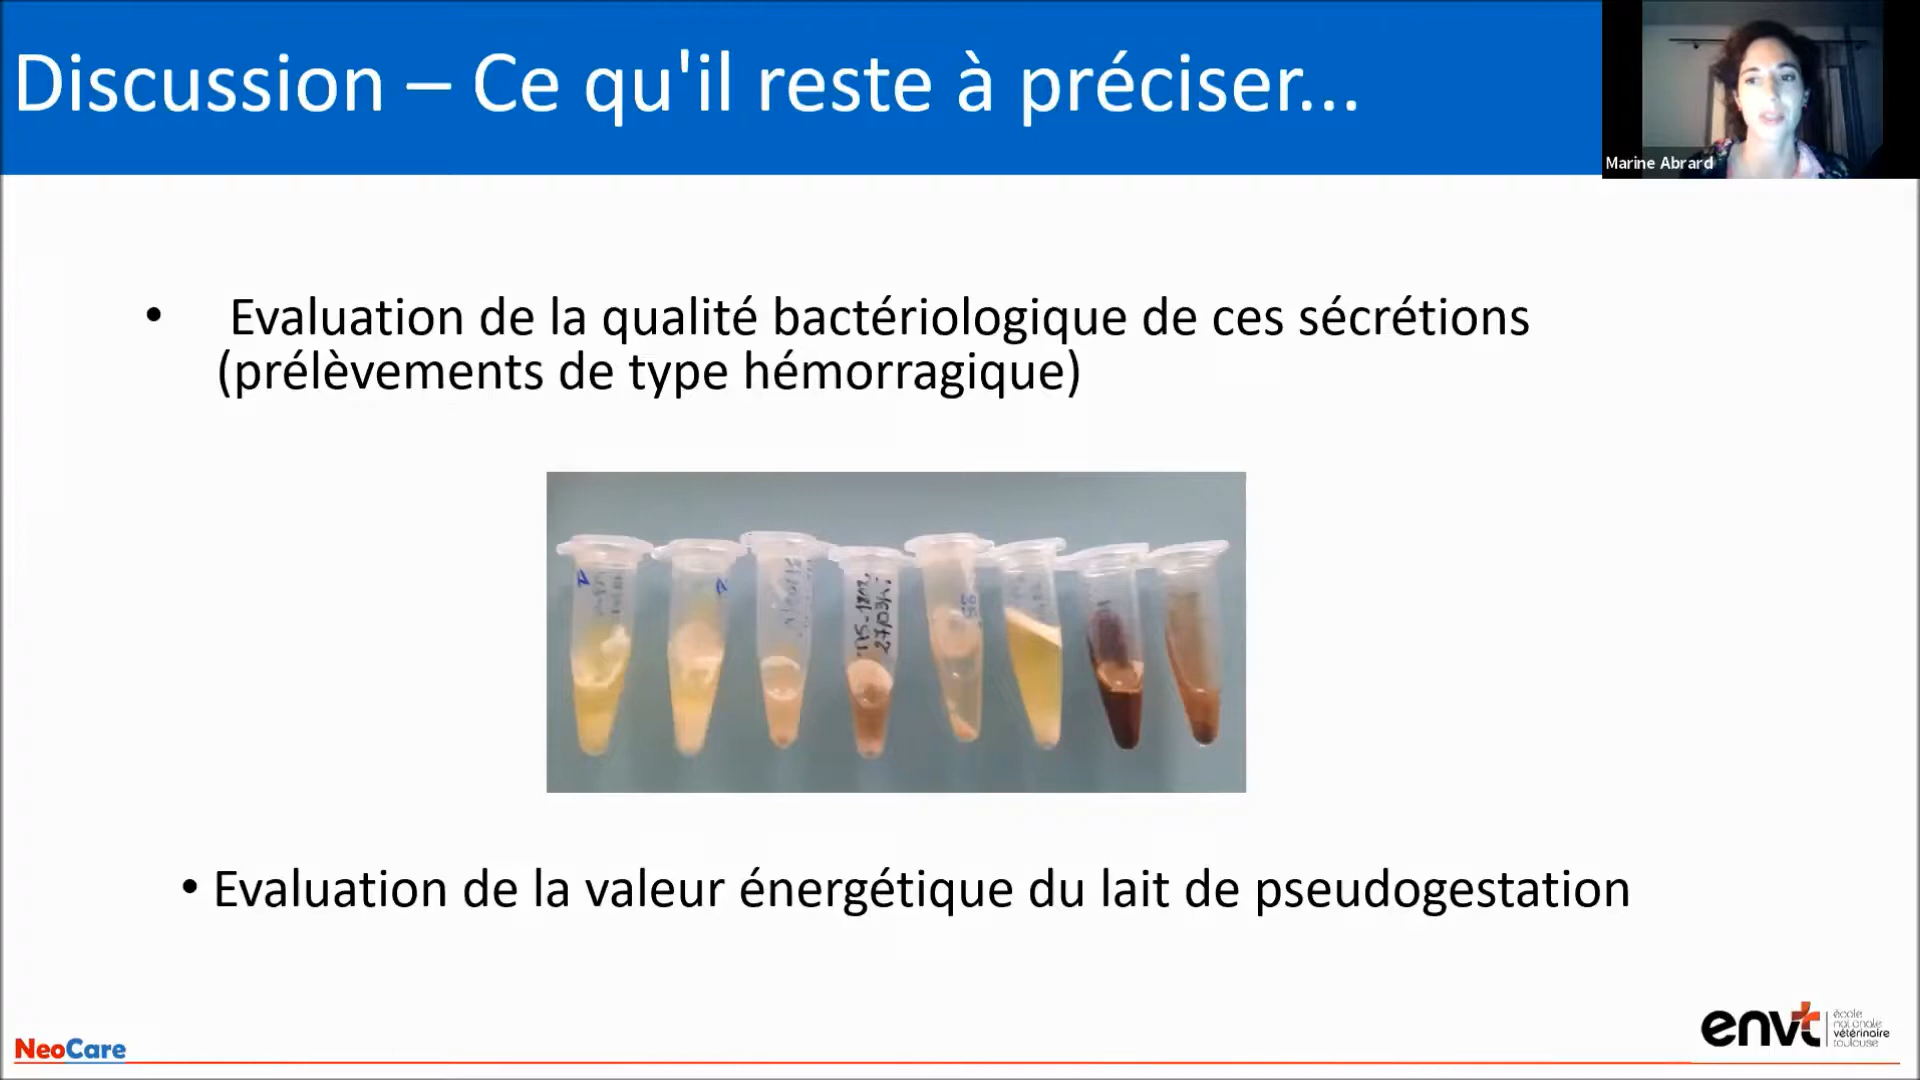 Discussion – Ce qu'il reste à préciser...
Marine Abrard
• Evaluation de la qualité bactériologique de ces sécrétions
(prélèvements de type hémorragique)
• Evaluation de la valeur énergétique du lait de pseudogestation
NeoCare
envt
école
nationale
vétérinaire
toulouse